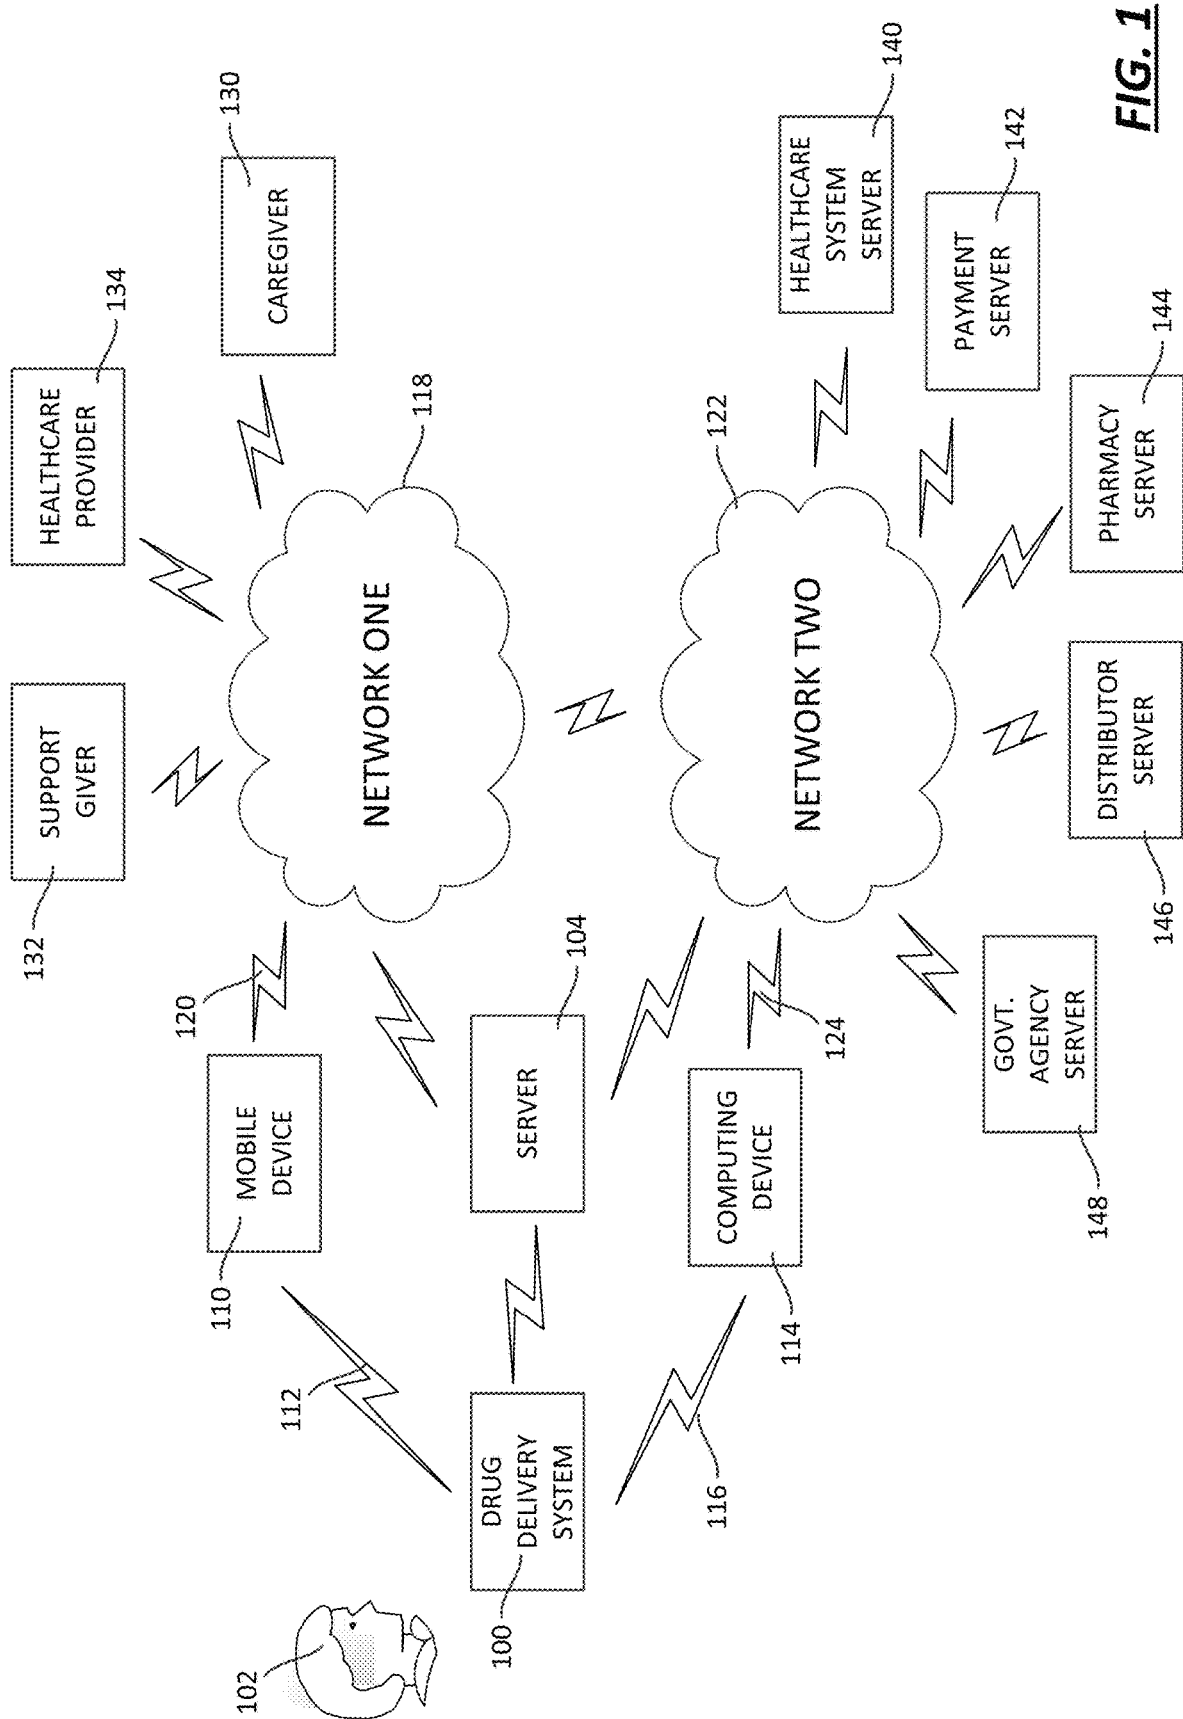 132
SUPPORT
GIVER
HEALTHCARE
PROVIDER
134
120
130
CAREGIVER
110
MOBILE
DEVICE
NETWORK ONE
118
112
102
104
SERVER
100
DRUG
DELIVERY
SYSTEM
116
114
COMPUTING
DEVICE
124
NETWORK TWO
122
HEALTHCARE
SYSTEM
SERVER
140
PAYMENT
SERVER
142
148
GOVT.
AGENCY
SERVER
146
DISTRIBUTOR
SERVER
PHARMACY
SERVER
144
FIG. 1